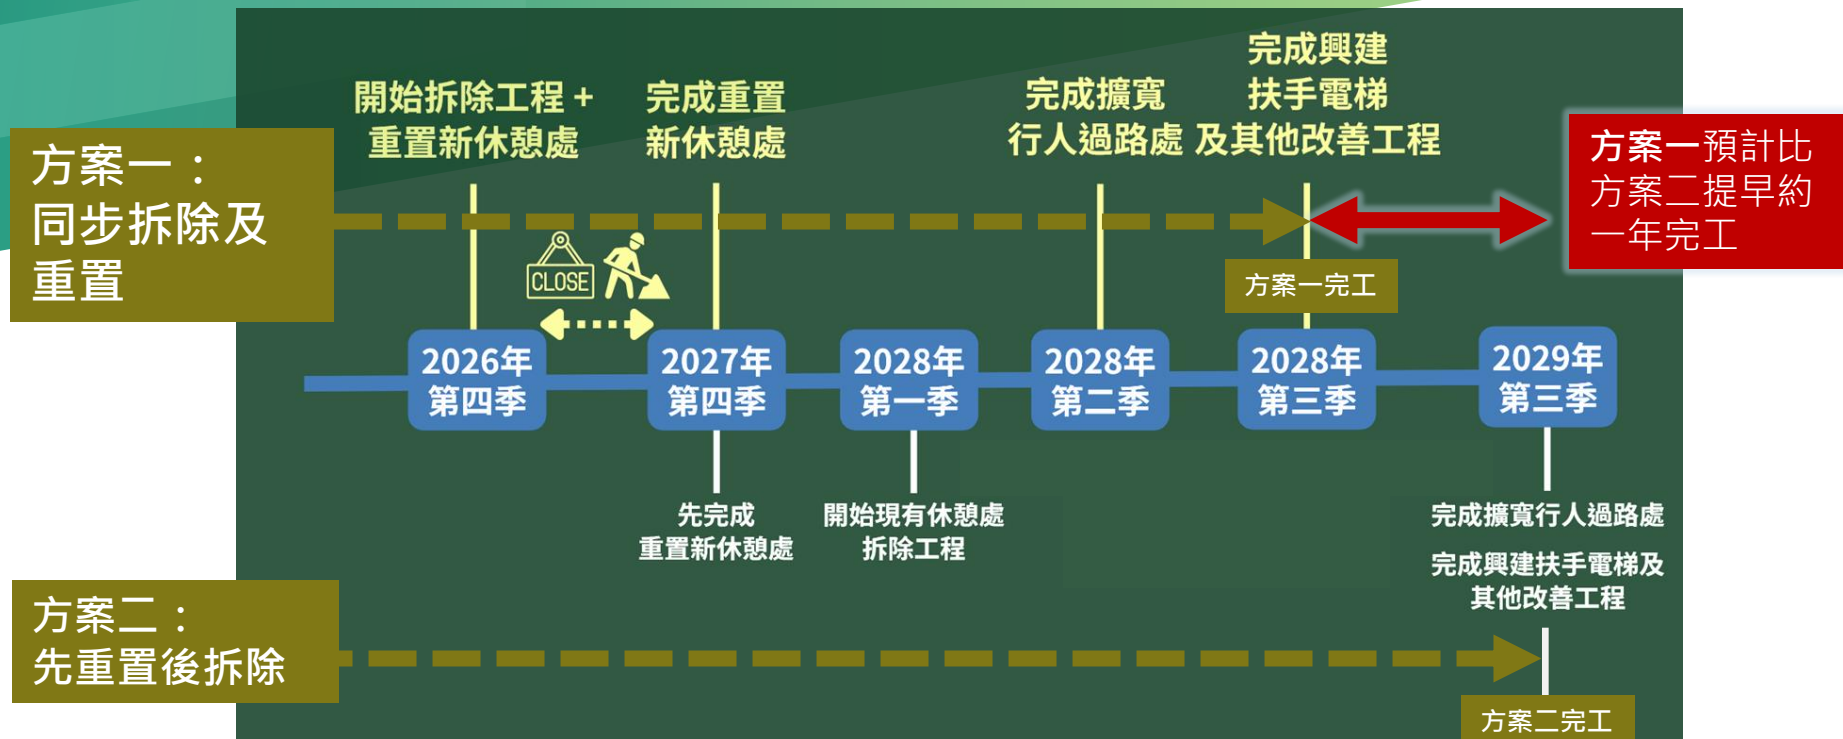 方案一：
同步拆除及
重置
開始拆除工程 +
重置新休憩處
完成重置
新休憩處
完成擴寬
行人過路處
完成興建
扶手電梯
及其他改善工程
方案一預計比
方案二提早約
一年完工
CLOSE
方案一完工
2026年
第四季
2027年
第四季
2028年
第一季
2028年
第二季
2028年
第三季
2029年
第三季
先完成
重置新休憩處
開始現有休憩處
拆除工程
完成擴寬行人過路處
完成興建扶手電梯及
其他改善工程
方案二：
先重置後拆除
方案二完工